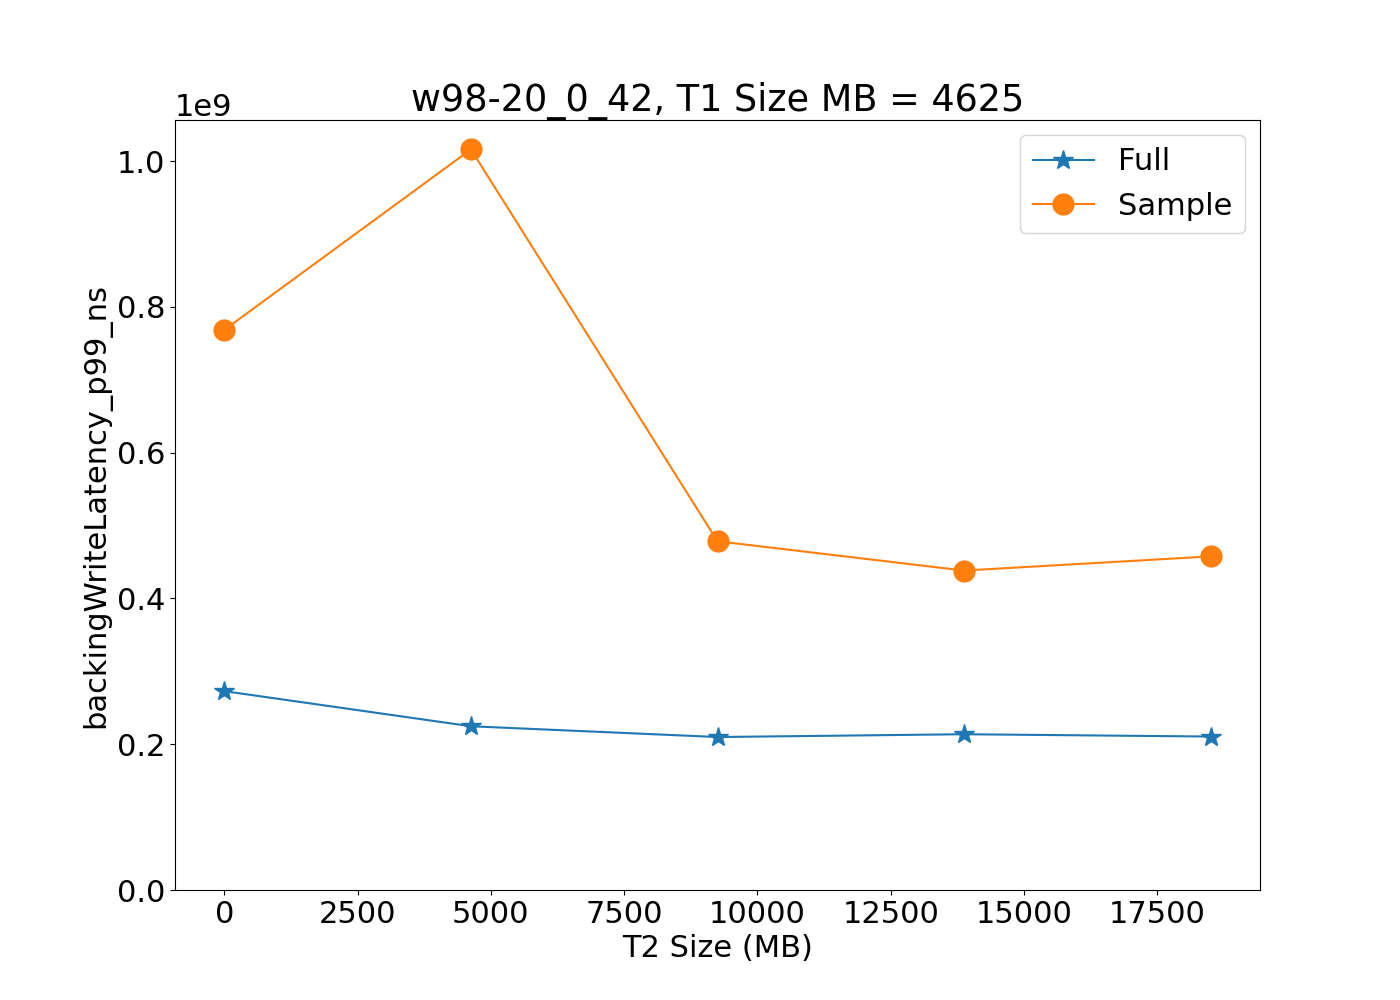 w98-20_0_42, T1 Size MB = 4625
1e9
Full
Sample
1.0
0.8
0.6
0.4
0.2
0.0
backingWriteLatency_p99_ns
0 2500 5000 7500 10000 12500 15000 17500
T2 Size (MB)